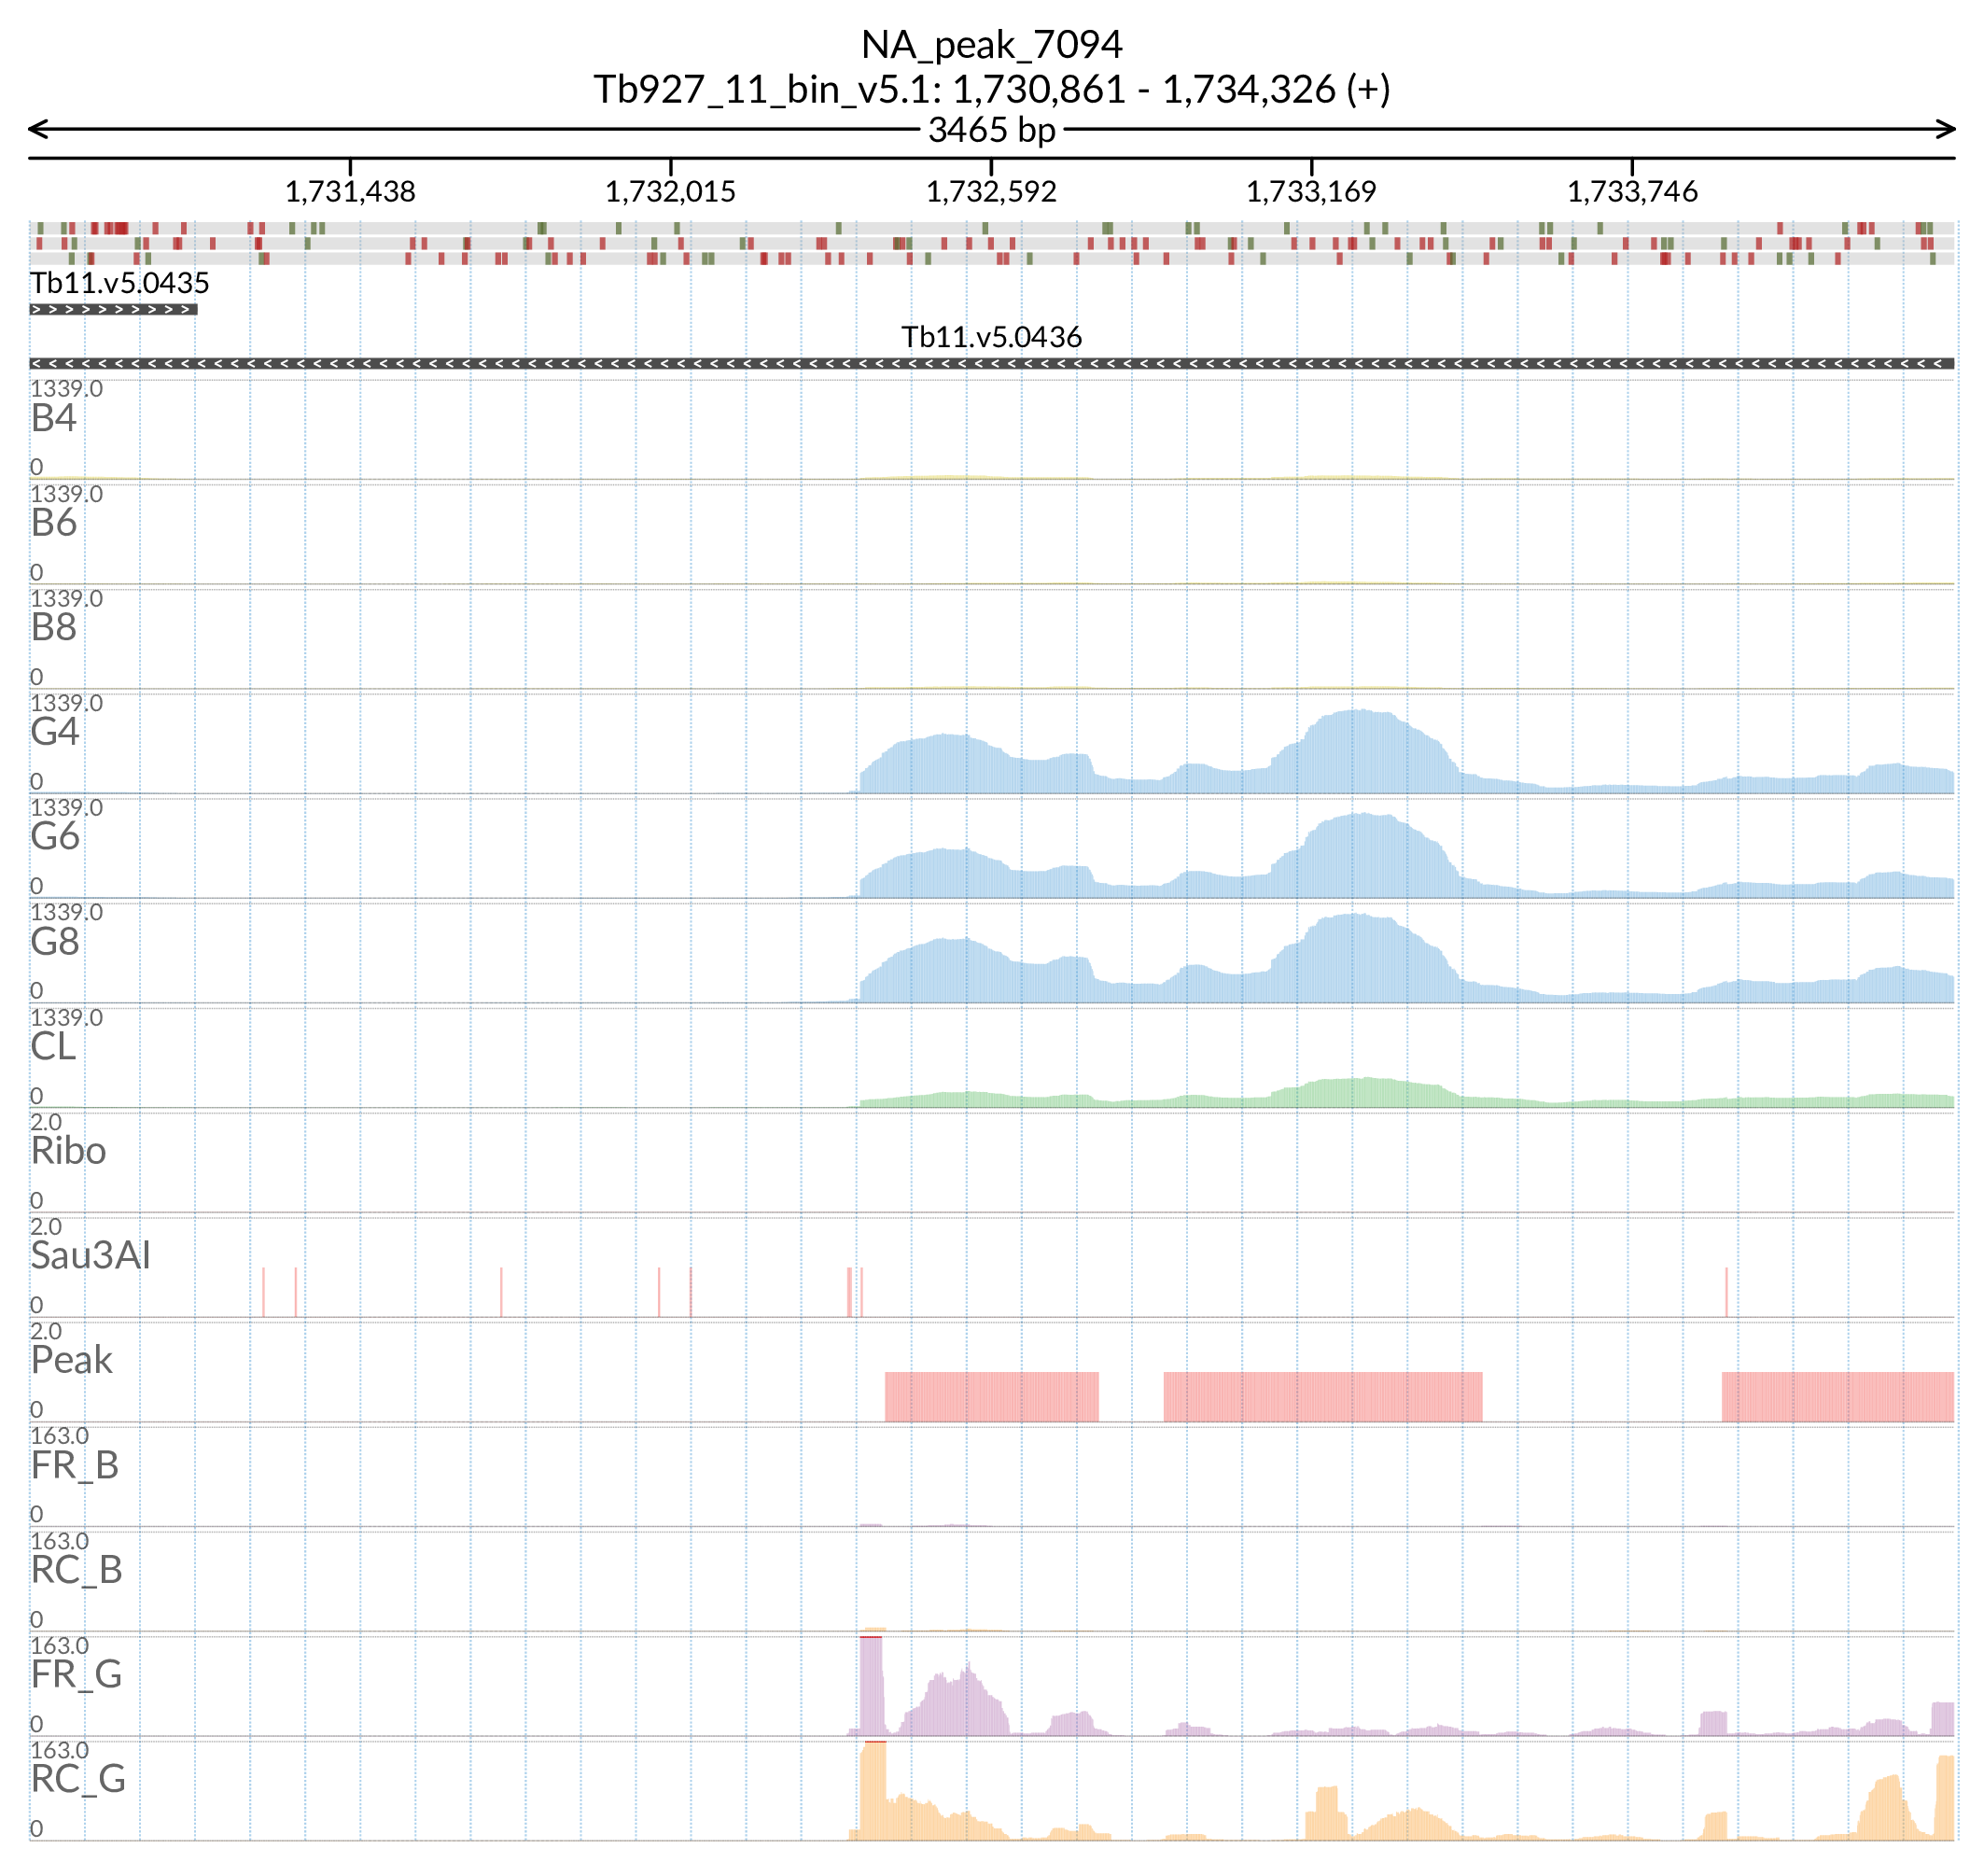 NA_peak_7094
Tb927_11_bin_v5.1: 1,730,861 - 1,734,326 (+)
3465 bp
1,731,438 1,732,015 1,732,592 1,733,169 1,733,746
Tb11.v5.0435
Tb11.v5.0436
1339.0
B4
0
1339.0
B6
0
1339.0
B8
0
1339.0
G4
0
1339.0
G6
0
1339.0
G8
0
1339.0
CL
0
2.0
Ribo
0
2.0
Sau3AI
0
2.0
Peak
0
163.0
FR_B
0
163.0
RC_B
0
163.0
FR_G
0
163.0
RC_G
0